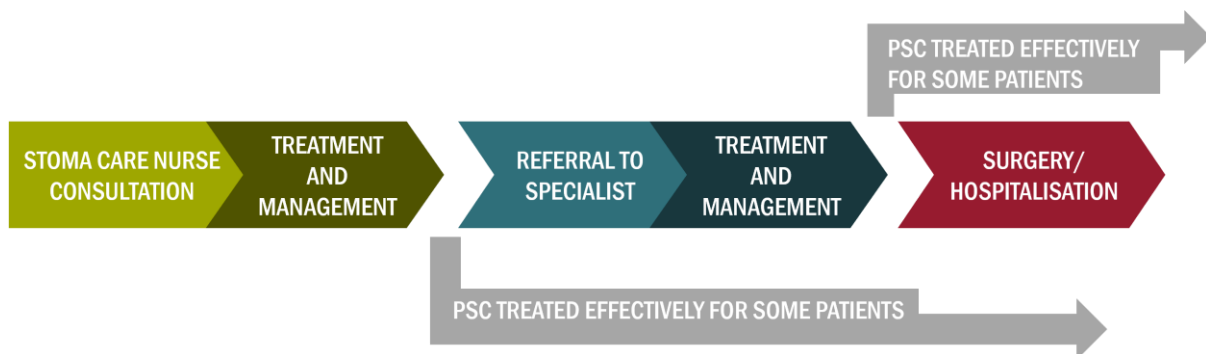 PSC TREATED EFFECTIVELY
FOR SOME PATIENTS
STOMA CARE NURSE
CONSULTATION
TREATMENT
AND
MANAGEMENT
REFERRAL TO
SPECIALIST
TREATMENT
AND
MANAGEMENT
SURGERY/
HOSPITALISATION
PSC TREATED EFFECTIVELY FOR SOME PATIENTS